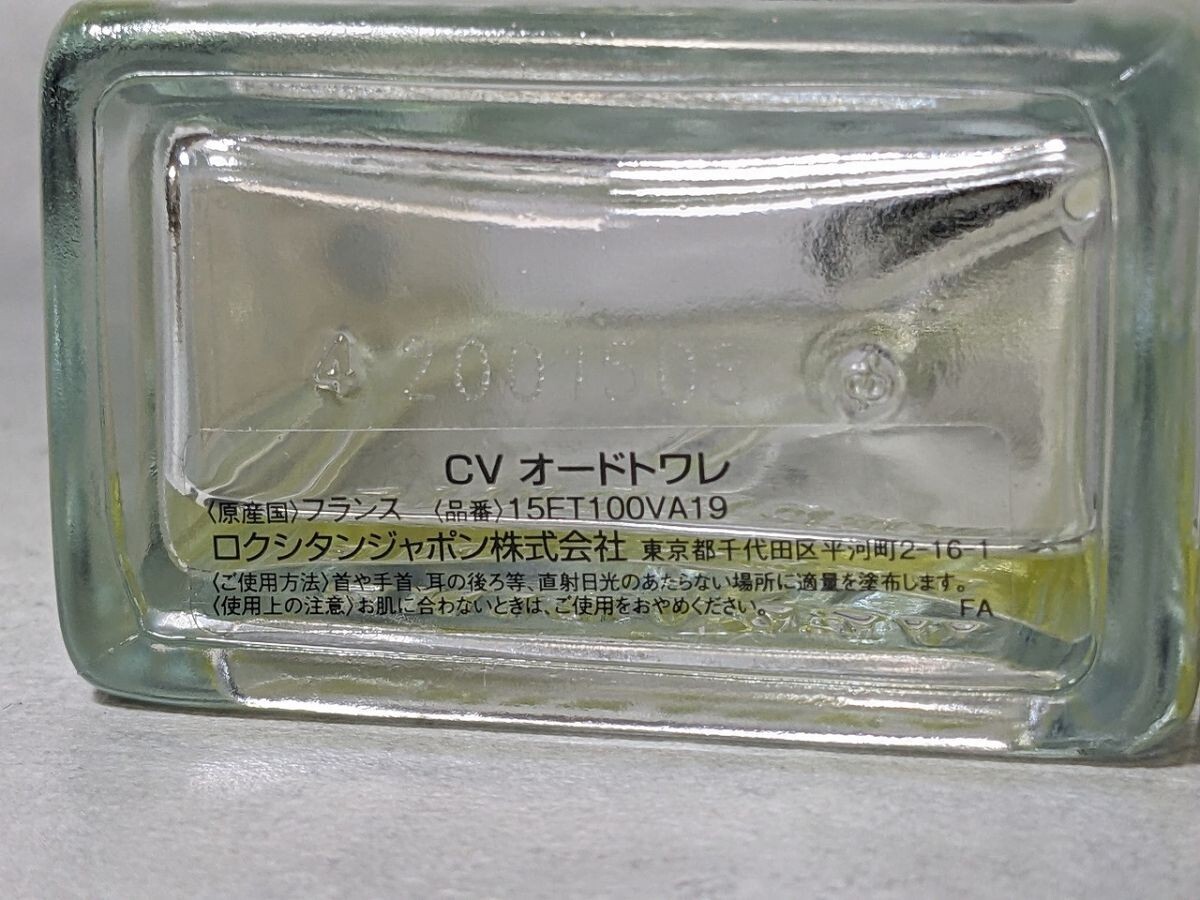 4 2001503
CV オードトワレ
〈原産国〉フランス 〈品番〉15ET100VA19
ロクシタンジャポン株式会社 東京都千代田区平河町2-16-1
〈ご使用方法〉首や手首、耳の後ろ等、直射日光のあたらない場所に適量を塗布します。
〈使用上の注意〉お肌に合わないときは、ご使用をおやめください。 FA